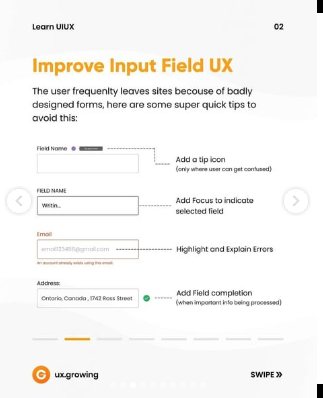 Learn UIUX 02
Improve Input Field UX
The user frequenlty leaves sites becouse of badly
designed forms, here are some super quick tips to
avoid this:
Field Name
Add a tip icon
(only where user can get confused)
FIELD NAME
Writin..
Add Focus to indicate
selected field
Email
email123465@gmail.com
Highlight and Explain Errors
An account already exists using this email.
Address:
Ontario, Canada , 1742 Ross Street
Add Field completion
(when important info being processed)
ux.growing
SWIPE